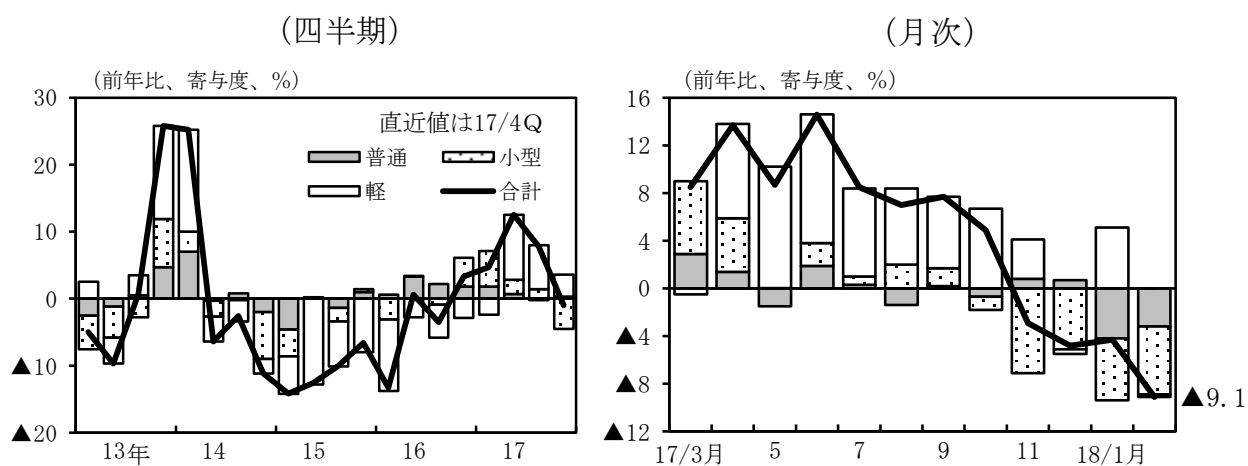 (四半期)
(前年比、寄与度、%)
30
20
10
0
▲10
▲20
直近値は17/4Q
普通
小型
軽
合計
13年
14
15
16
17
(月次)
(前年比、寄与度、%)
16
12
8
4
0
▲4
▲8
▲12
▲9.1
17/3月
5
7
9
11
18/1月